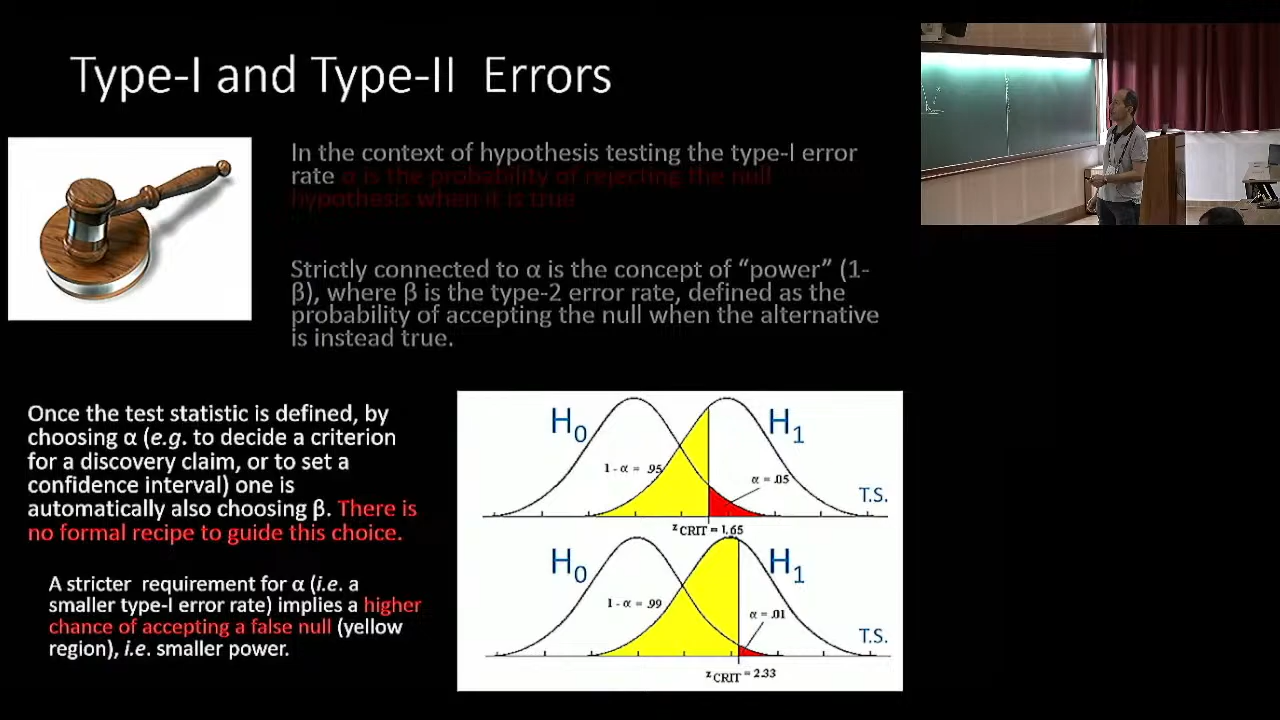 Type-I and Type-II Errors
In the context of hypothesis testing the type-I error
rate α is the probability of rejecting the null
hypothesis when it is true
Strictly connected to α is the concept of “power” (1-
β), where β is the type-2 error rate, defined as the
probability of accepting the null when the alternative
is instead true.
Once the test statistic is defined, by
choosing α (e.g. to decide a criterion
for a discovery claim, or to set a
confidence interval) one is
automatically also choosing β. There is
no formal recipe to guide this choice.
A stricter requirement for α (i.e. a
smaller type-I error rate) implies a higher
chance of accepting a false null (yellow
region), i.e. smaller power.
H0
H1
1 - α = .95
α = .05
T.S.
zCRIT = 1.65
H0
H1
1 - α = .99
α = .01
T.S.
zCRIT = 2.33